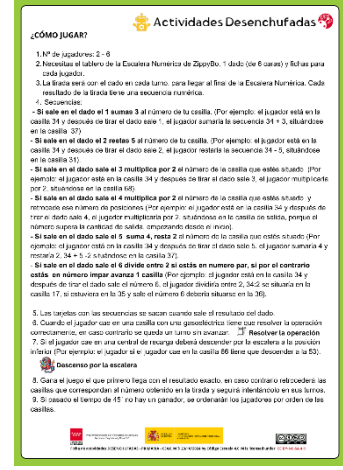 Actividades Desenchufadas
¿CÓMO JUGAR?
1. Nº de jugadores: 2 - 6
2. Necesitas el tablero de la Escalera Numérica de ZippyBo, 1 dado (de 6 caras) y fichas para
cada jugador.
3. La tirada será con el dado en cada turno, para llegar al final de la Escalera Numérica. Cada
resultado de la tirada tiene una secuencia numérica.
4. Secuencias:
- Si sale en el dado el 1 sumas 3 al número de tu casilla. (Por ejemplo: el jugador está en la
casilla 34 y después de tirar el dado sale 1, el jugador sumaría la secuencia 34 + 3, situándose
en la casilla 37)
- Si sale en el dado el 2 restas 5 al número de tu casilla. (Por ejemplo: el jugador está en la
casilla 34 y después de tirar el dado sale 2, el jugador restaría la secuencia 34 - 5, situándose
en la casilla 31).
- Si sale en el dado sale el 3 multiplica por 2 el número de la casilla que estés situado (Por
ejemplo: el jugador está en la casilla 34 y después de tirar el dado sale 3, el jugador multiplicaría
por 2, situándose en la casilla 68).
- Si sale en el dado sale el 4 multiplica por 2 el número de la casilla que estés situado y
retrocede ese número de posiciones (Por ejemplo: el jugador está en la casilla 34 y después de
tirar el dado sale 4, el jugador multiplicaría por 2, situándose en la casilla de salida, porque el
número supera la cantidad de salida, empezando desde el inicio).
- Si sale en el dado sale el 5 suma 4, resta 2 al número de la casilla que estés situado (Por
ejemplo: el jugador está en la casilla 34 y después de tirar el dado sale 5, el jugador sumaría 4 y
restaría 2, 34 + 5 -2 situándose en la casilla 37).
- Si sale en el dado sale el 6 divide entre 2 si estás en numero par, si por el contrario
estás en número impar avanza 1 casilla (Por ejemplo: el jugador está en la casilla 34 y
después de tirar el dado sale el número 6, el jugador dividiría entre 2, 34:2 se situaría en la
casilla 17, si estuviera en la 35 y sale el número 6 debería situarse en la 36).
5. Las tarjetas con las secuencias se sacan cuando sale el resultado del dado.
6. Cuando el jugador cae en una casilla con una gasoeléctrica tiene que resolver la operación
correctamente, en caso contrario se queda un turno sin avanzar. Resolver la operación
7. Si el jugador cae en una central de recarga deberá descender por la escalera a la posición
inferior (Por ejemplo: el jugador si el jugador cae en la casilla 66 tiene que descender a la 53).
Descenso por la escalera
8. Gana el juego el que primero llega con el resultado exacto, en caso contrario retrocederá las
casillas que correspondan al número obtenido en la tirada y seguirá intentándolo en sus turnos.
9. Si pasado el tiempo de 45' no hay un ganador, se ordenarán los jugadores por orden de las
casillas.